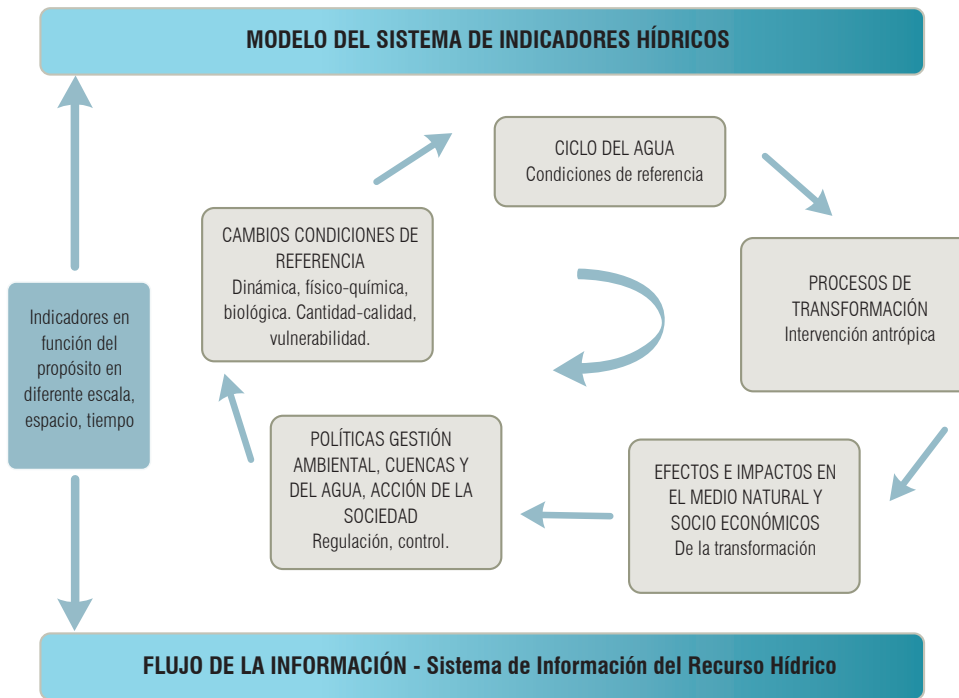 MODELO DEL SISTEMA DE INDICADORES HÍDRICOS
CICLO DEL AGUA
Condiciones de referencia
PROCESOS DE
TRANSFORMACIÓN
Intervención antrópica
EFECTOS E IMPACTOS EN
EL MEDIO NATURAL Y
SOCIO ECONÓMICOS
De la transformación
POLÍTICAS GESTIÓN
AMBIENTAL, CUENCAS Y
DEL AGUA, ACCIÓN DE LA
SOCIEDAD
Regulación, control.
CAMBIOS CONDICIONES DE
REFERENCIA
Dinámica, físico-química,
biológica. Cantidad-calidad,
vulnerabilidad.
Indicadores en
función del
propósito en
diferente escala,
espacio, tiempo
FLUJO DE LA INFORMACIÓN - Sistema de Información del Recurso Hídrico